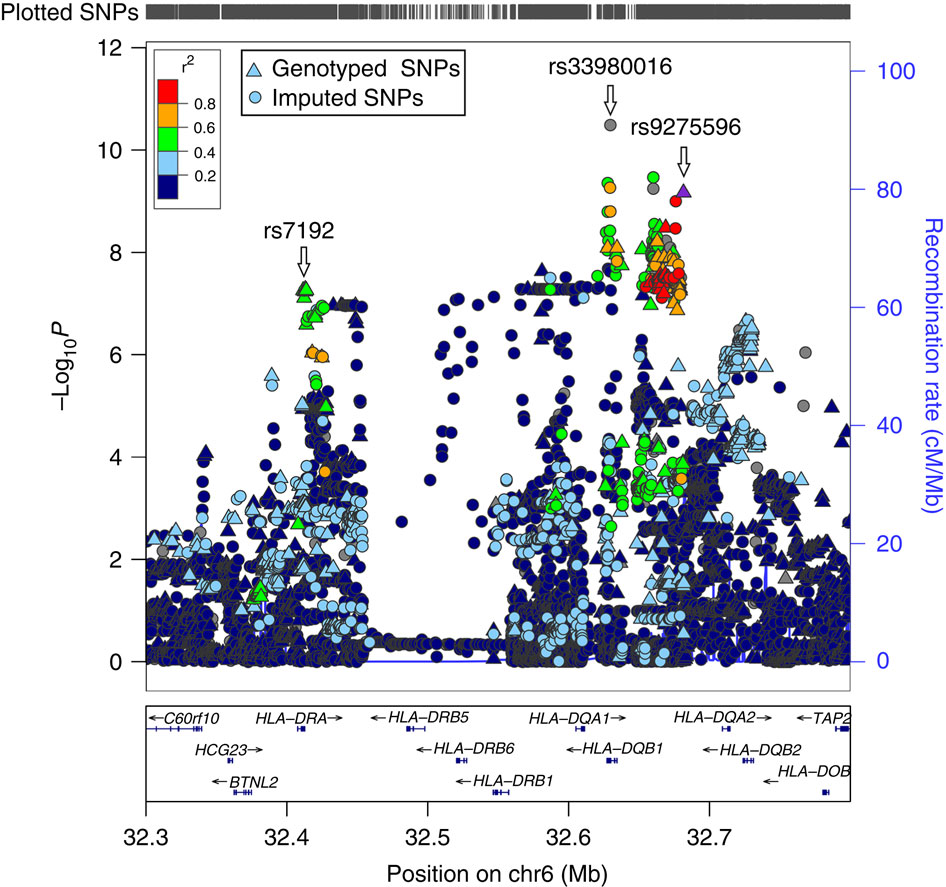 Plotted SNPs
12
10
8
6
4
2
0
–Log10P
r2
0.8
0.6
0.4
0.2
Genotyped SNPs
Imputed SNPs
rs33980016
rs9275596
rs7192
100
80
60
40
20
0
Recombination rate (cM/Mb)
←C60rf10
HLA–DRA→
←HLA–DRB5
HLA–DQA1→
HLA–DQA2→
←TAP2
HCG23→
←HLA–DRB6
←HLA–DQB1
←HLA–DQB2
←BTNL2
←HLA–DRB1
←HLA–DOB
32.3
32.4
32.5
32.6
32.7
Position on chr6 (Mb)